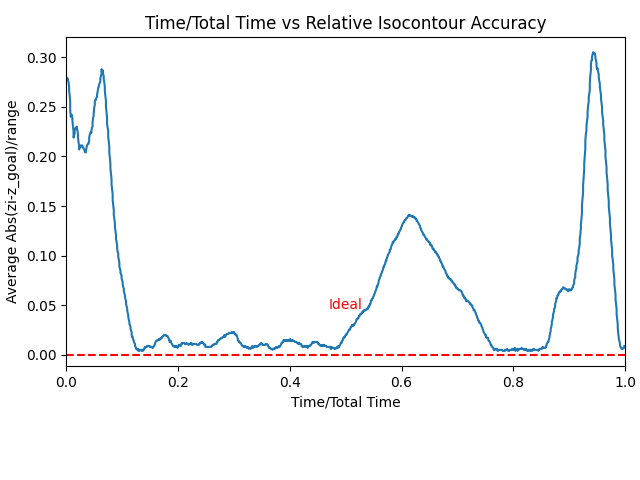 Time/Total Time vs Relative Isocontour Accuracy
Average Abs(zi-z_goal)/range
0.30
0.25
0.20
0.15
0.10
0.05
0.00
Ideal
0.0 0.2 0.4 0.6 0.8 1.0
Time/Total Time